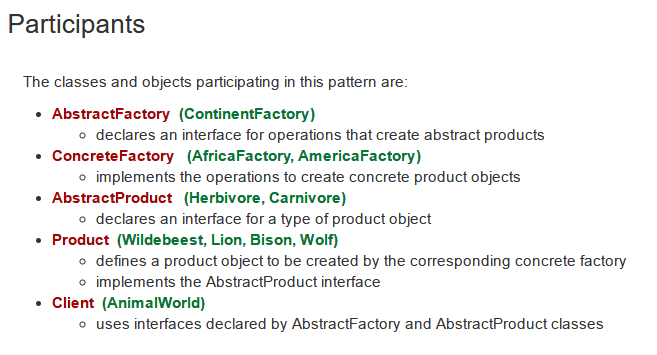 Participants
The classes and objects participating in this pattern are:
AbstractFactory (ContinentFactory)
declares an interface for operations that create abstract products
ConcreteFactory (AfricaFactory, AmericaFactory)
implements the operations to create concrete product objects
AbstractProduct (Herbivore, Carnivore)
declares an interface for a type of product object
Product (Wildebeest, Lion, Bison, Wolf)
defines a product object to be created by the corresponding concrete factory
implements the AbstractProduct interface
Client (AnimalWorld)
uses interfaces declared by AbstractFactory and AbstractProduct classes